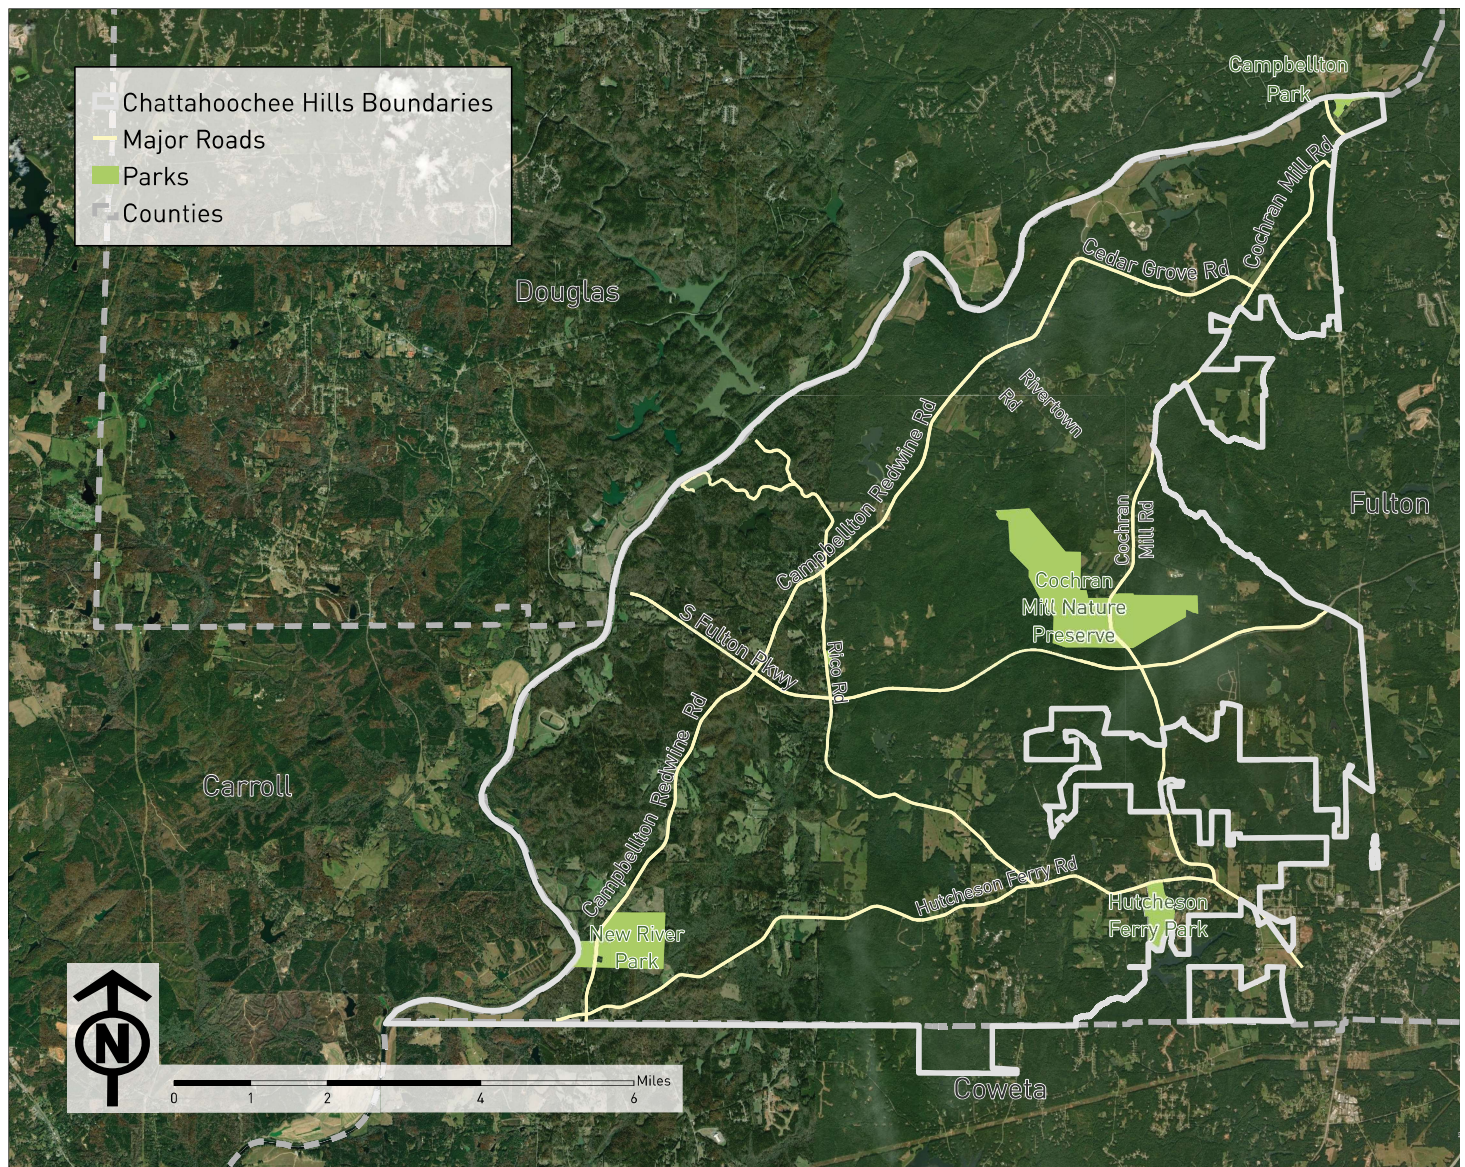 Campbellton
Park
Chattahoochee Hills Boundaries
Major Roads
Parks
Counties
Cochran Mill Rd
Cedar Grove Rd
Douglas
Rivertown
Rd
Campbellton Redwine Rd
Fulton
Cochran
Mill Rd
Cochran
Mill Nature
Preserve
S Fulton Pkwy
Rico Rd
Carroll
Campbellton Redwine Rd
Hutcheson Ferry Rd
Hutcheson
Ferry Park
New River
Park
N
Miles
0 1 2 4 6
Coweta